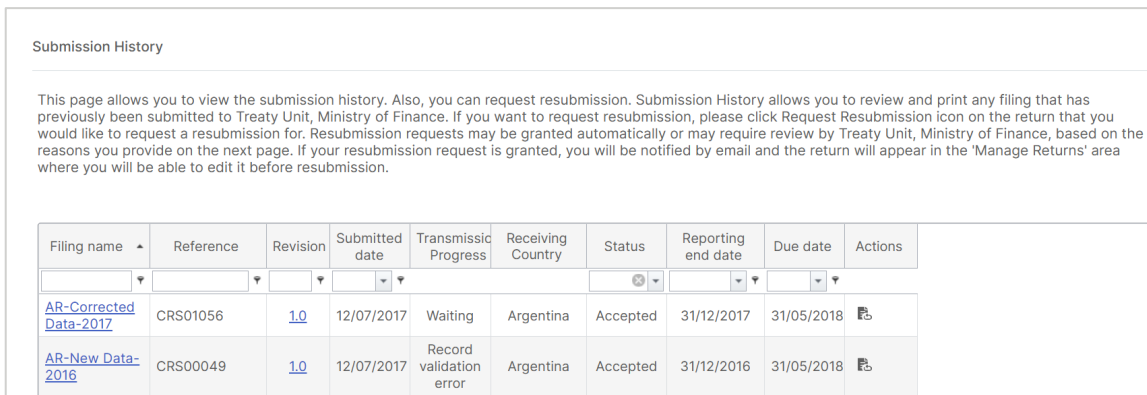 Submission History
This page allows you to view the submission history. Also, you can request resubmission. Submission History allows you to review and print any filing that has
previously been submitted to Treaty Unit, Ministry of Finance. If you want to request resubmission, please click Request Resubmission icon on the return that you
would like to request a resubmission for. Resubmission requests may be granted automatically or may require review by Treaty Unit, Ministry of Finance, based on the
reasons you provide on the next page. If your resubmission request is granted, you will be notified by email and the return will appear in the 'Manage Returns' area
where you will be able to edit it before resubmission.
Filing name Reference Revision Submitted date Transmissic Progress Receiving Country Status Reporting end date Due date Actions
AR-Corrected Data-2017 CRS01056 1.0 12/07/2017 Waiting Argentina Accepted 31/12/2017 31/05/2018
AR-New Data-2016 CRS00049 1.0 12/07/2017 Record validation error Argentina Accepted 31/12/2016 31/05/2018